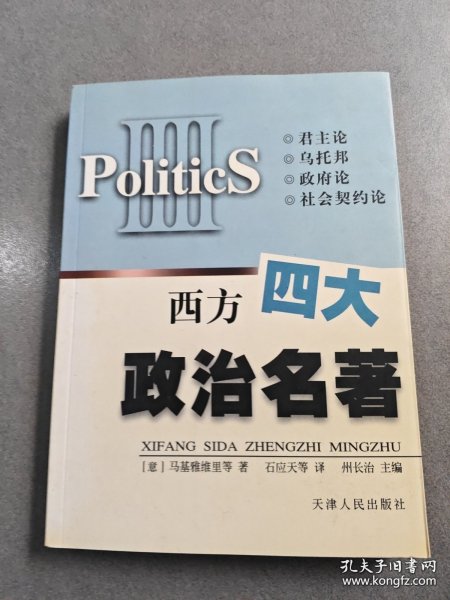 PoliticS
◎君主论
◎乌托邦
◎政府论
◎社会契约论
西方四大
政治名著
XIFANG SIDA ZHENGZHI MINGZHU
[意]马基雅维里等 著 石应天等 译 州长治 主编
天津人民出版社
孔夫子旧书网
www.kongfz.com